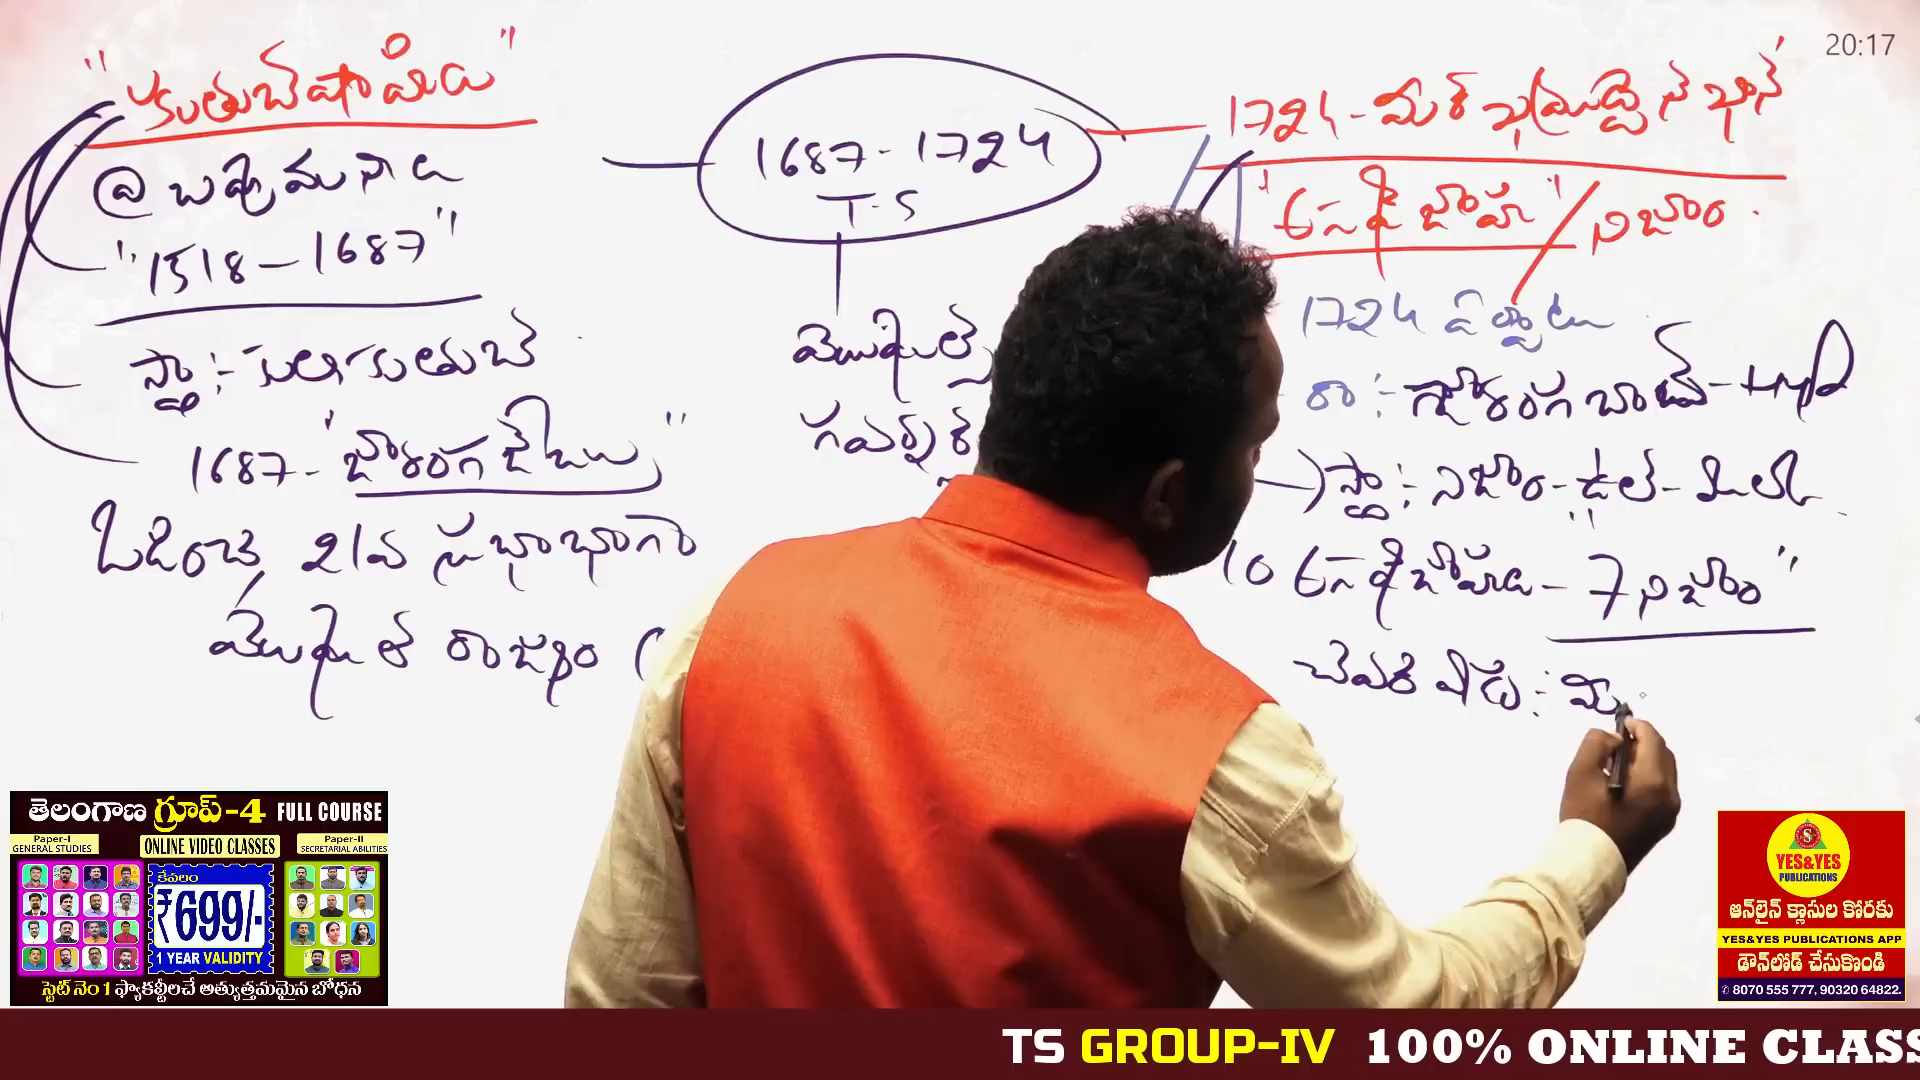 20:17
"కుతుబ్ షాహీలు"
@ బహ్మనీల
"1518-1687"
స్థా:- కులీకుతుబ్
1687-'ఔరంగజేబు"
ఓడించి, 21వ సుభాభాగా
మొఘల్ రాజ్యం (
1687-1724
T.S
మొఘల్స్
గవర్నర్
1724-మీర్ ఖమ్రుద్దీన్ ఖాన్
'అసఫ్ జాహీ'/నిజాం.
1724 ఏర్పాటు
రా:- ఔరంగబాద్-Hyd
→స్థా:- నిజాం-ఉల్-ముల్క్
10 అసఫ్ జాహీలు- "7 నిజాం"
చివరి వాడు:- మీ
తెలంగాణ గ్రూప్-4 FULL COURSE
Paper-I
GENERAL STUDIES
ONLINE VIDEO CLASSES
Paper-II
SECRETARIAL ABILITIES
కేవలం
₹699/-
1 YEAR VALIDITY
స్టేట్ నెం 1 ఫ్యాకల్టీలచే అత్యుత్తమమైన బోధన
S
YES&YES
PUBLICATIONS
ఆన్‌లైన్ క్లాసుల కోరకు
YES&YES PUBLICATIONS APP
డౌన్‌లోడ్ చేసుకొండి
✆ 8070 555 777, 90320 64822.
TS GROUP-IV 100% ONLINE CLASS